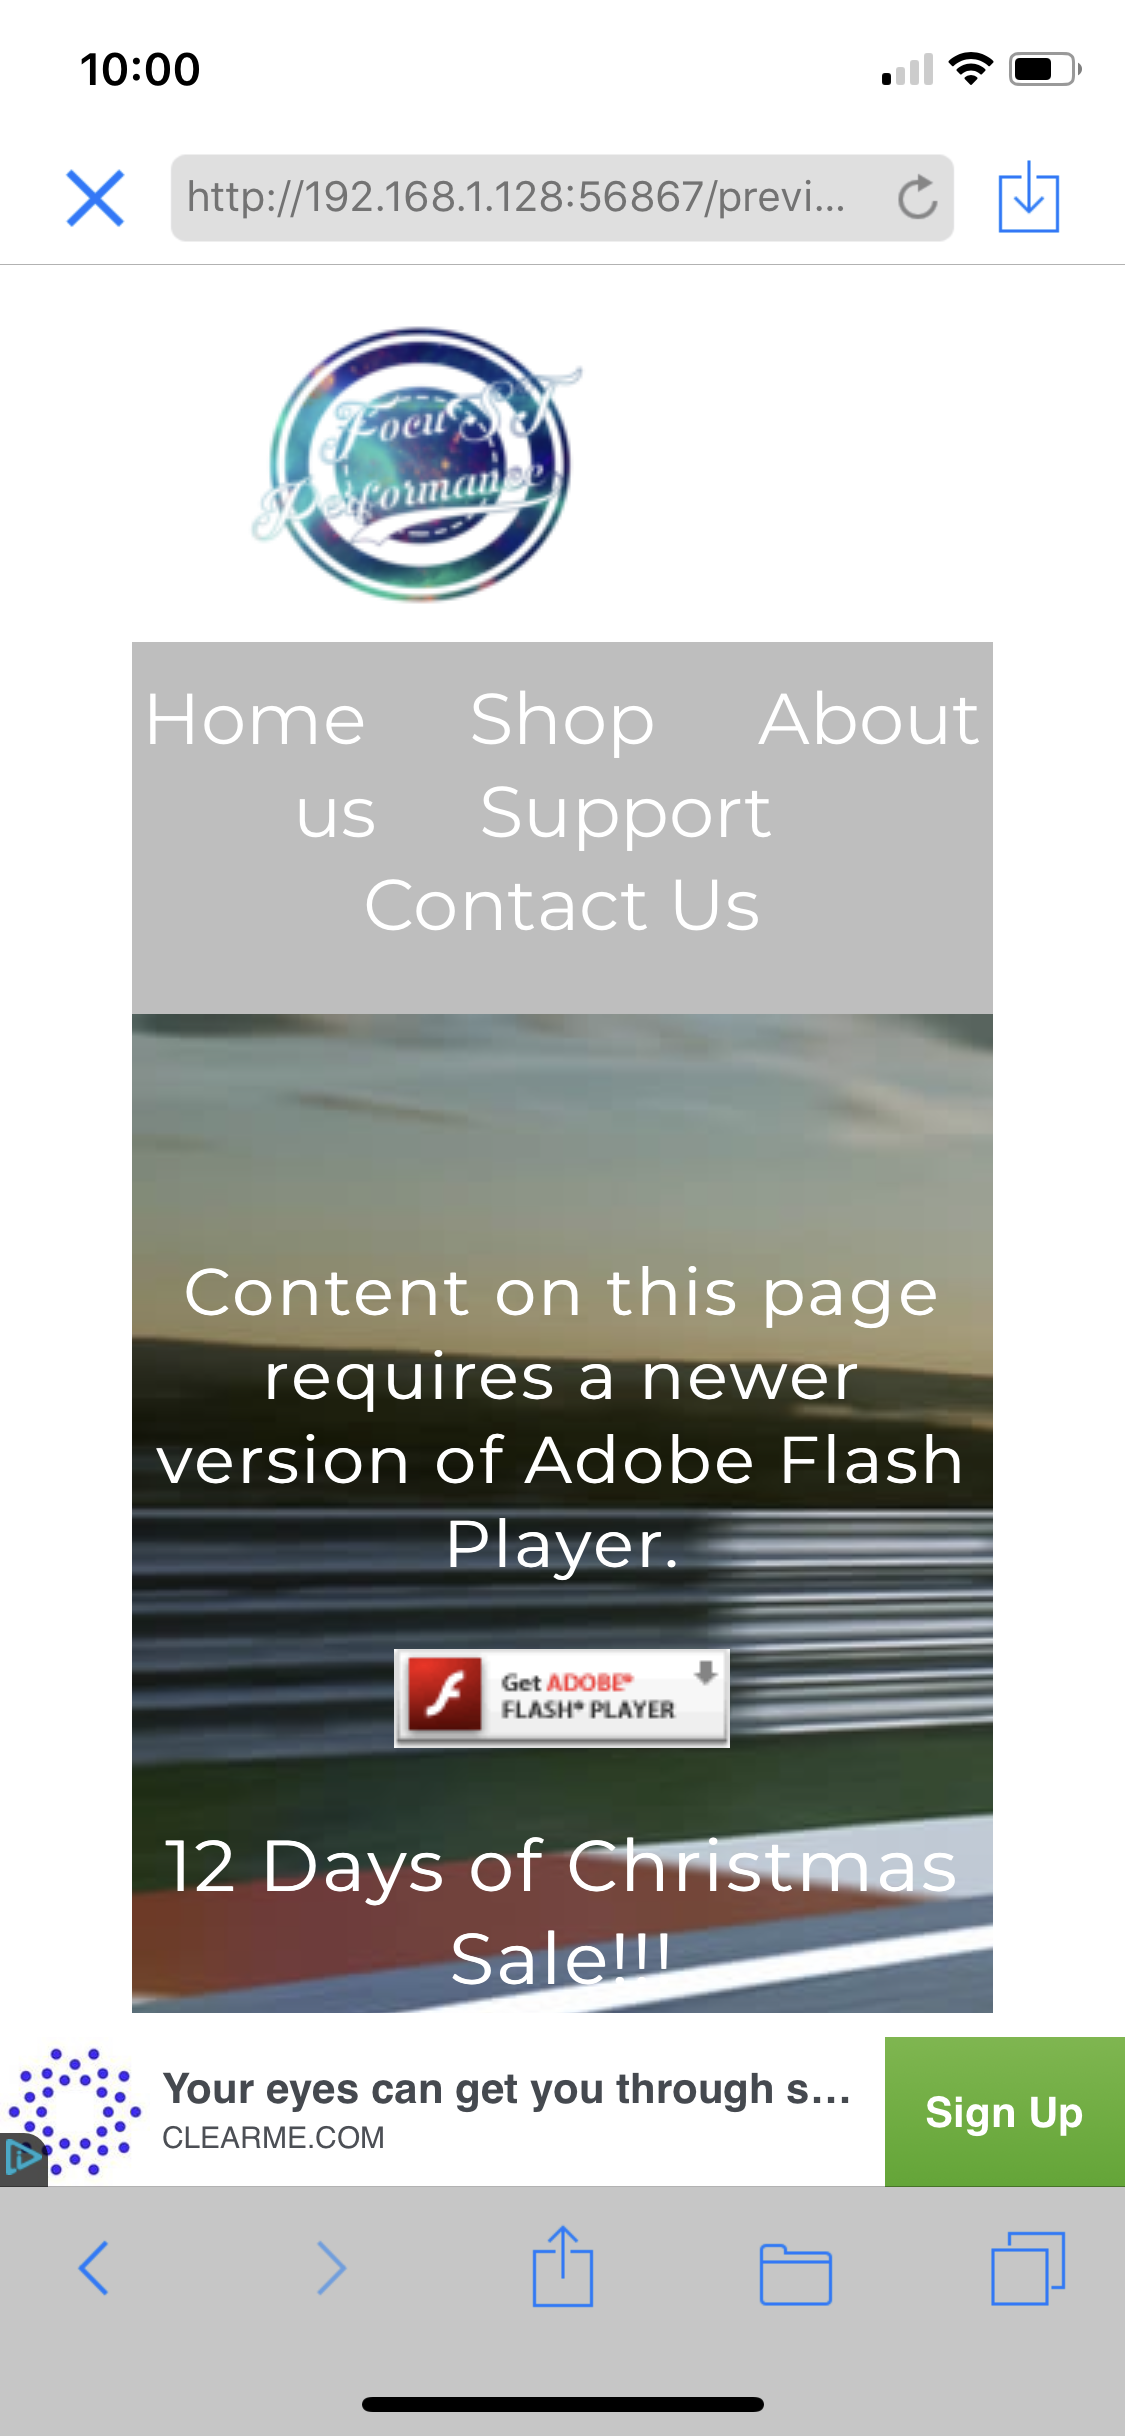 10:00
http://192.168.1.128:56867/previ...
FocuST
Performance
Home Shop About
us Support
Contact Us
Content on this page
requires a newer
version of Adobe Flash
Player.
Get ADOBE®
FLASH® PLAYER
12 Days of Christmas
Sale!!!
Your eyes can get you through s...
CLEARME.COM
Sign Up